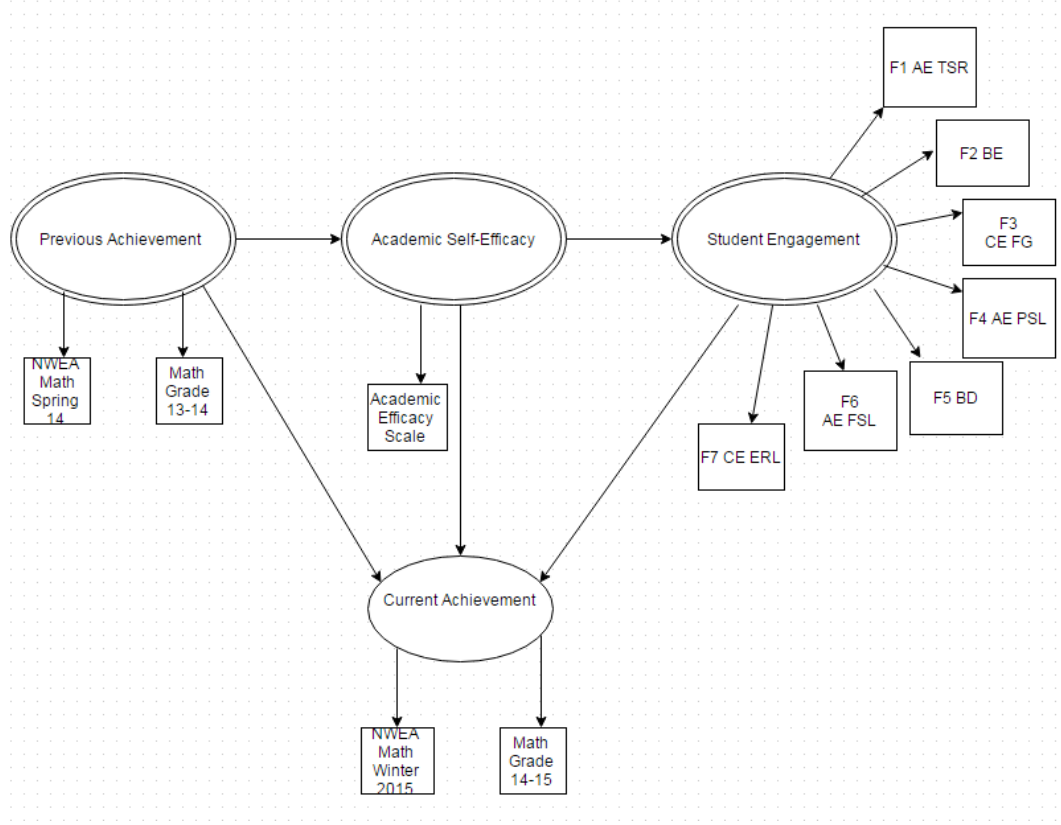 F1 AE TSR
F2 BE
F3
CE FG
Previous Achievement
Academic Self-Efficacy
Student Engagement
F4 AE PSL
NWEA
Math
Spring
14
Math
Grade
13-14
Academic
Efficacy
Scale
F6
AE FSL
F5 BD
F7 CE ERL
Current Achievement
NWEA
Math
Winter
2015
Math
Grade
14-15